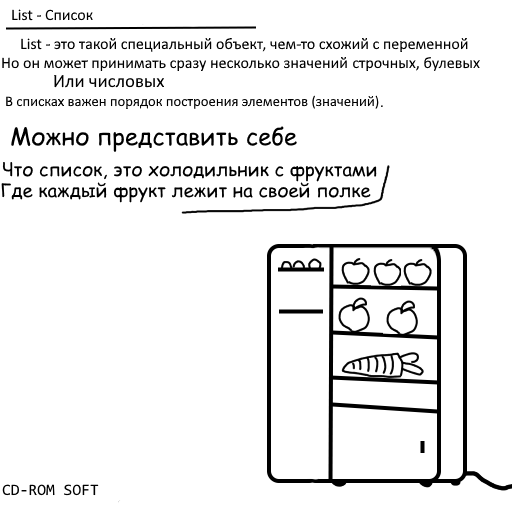 List - Список
List - это такой специальный объект, чем-то схожий с переменной
Но он может принимать сразу несколько значений строчных, булевых
Или числовых
В списках важен порядок построения элементов (значений).
Можно представить себе
Что список, это холодильник с фруктами
Где каждый фрукт лежит на своей полке
CD-ROM SOFT